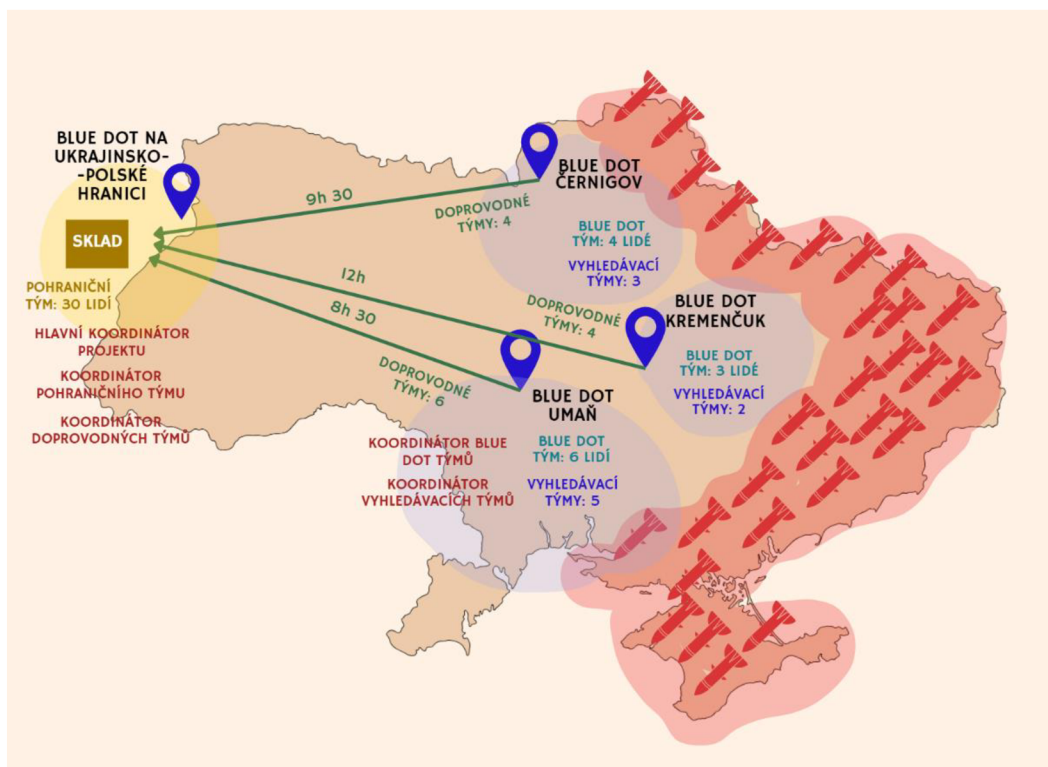 BLUE DOT NA
UKRAJINSKO-
-POLSKÉ
HRANICI
SKLAD
POHRANIČNÍ
TÝM: 30 LIDÍ
HLAVNÍ KOORDINÁTOR
PROJEKTU
KOORDINÁTOR
POHRANIČNÍHO TÝMU
KOORDINÁTOR
DOPROVODNÝCH TÝMŮ
9h 30
DOPROVODNÉ
TÝMY: 4
BLUE DOT
ČERNIGOV
BLUE DOT
TÝM: 4 LIDÉ
VYHLEDÁVACÍ
TÝMY: 3
12h
DOPROVODNÉ
TÝMY: 4
BLUE DOT
KREMENČUK
BLUE DOT
TÝM: 3 LIDÉ
VYHLEDÁVACÍ
TÝMY: 2
8h 30
DOPROVODNÉ
TÝMY: 6
BLUE DOT
UMAŇ
BLUE DOT
TÝM: 6 LIDÍ
VYHLEDÁVACÍ
TÝMY: 5
KOORDINÁTOR BLUE
DOT TÝMŮ
KOORDINÁTOR
VYHLEDÁVACÍCH TÝMŮ